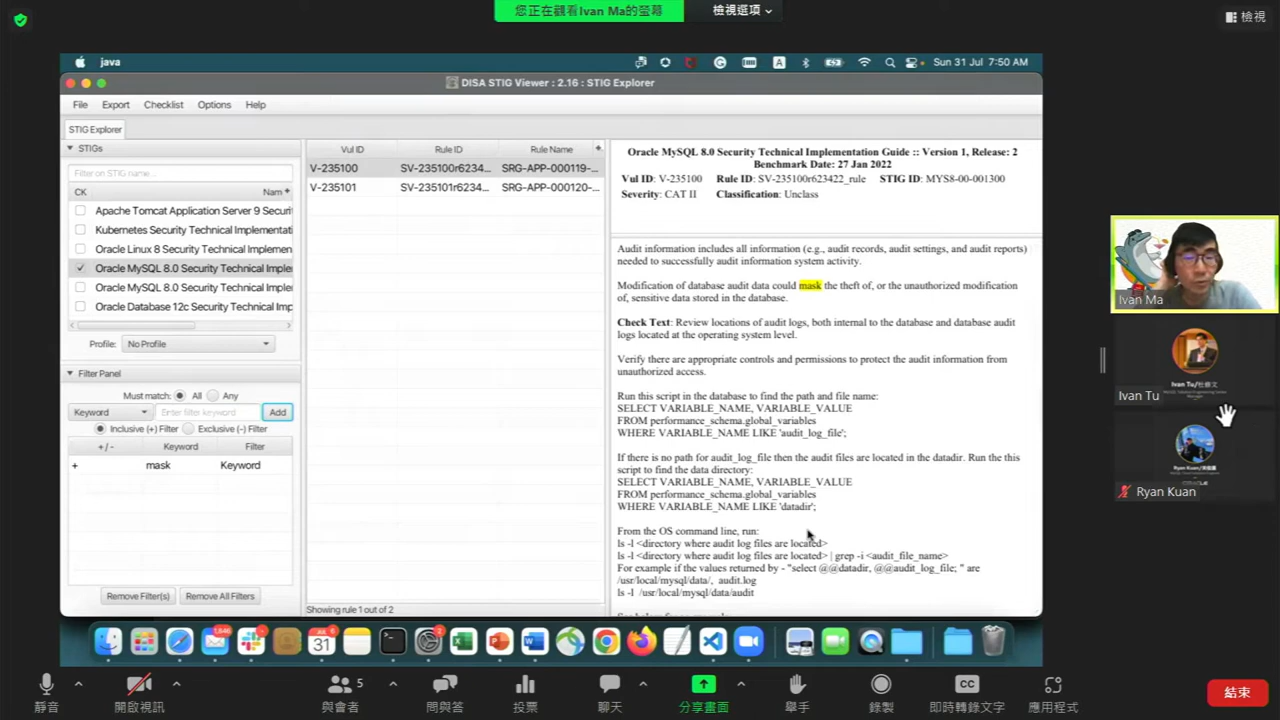 您正在觀看Ivan Ma的螢幕
檢視選項
檢視
java
Sun 31 Jul 7:50 AM
DISA STIG Viewer : 2.16 : STIG Explorer
File Export Checklist Options Help
STIG Explorer
STIGs
Filter on STIG name...
CK Nam
Apache Tomcat Application Server 9 Securit
Kubernetes Security Technical Implementati
Oracle Linux 8 Security Technical Implemen
Oracle MySQL 8.0 Security Technical Imple
Oracle MySQL 8.0 Security Technical Imple
Oracle Database 12c Security Technical Imp
Profile: No Profile
Filter Panel
Must match: All Any
Keyword Enter filter keyword Add
Inclusive (+) Filter Exclusive (-) Filter
+ / - Keyword Filter
+ mask Keyword
Remove Filter(s) Remove All Filters
Vul ID Rule ID Rule Name
V-235100 SV-235100r6234... SRG-APP-000119-...
V-235101 SV-235101r6234... SRG-APP-000120-...
Showing rule 1 out of 2
Oracle MySQL 8.0 Security Technical Implementation Guide :: Version 1, Release: 2
Benchmark Date: 27 Jan 2022
Vul ID: V-235100 Rule ID: SV-235100r623422_rule STIG ID: MYS8-00-001300
Severity: CAT II Classification: Unclass
Audit information includes all information (e.g., audit records, audit settings, and audit reports)
needed to successfully audit information system activity.
Modification of database audit data could mask the theft of, or the unauthorized modification
of, sensitive data stored in the database.
Check Text: Review locations of audit logs, both internal to the database and database audit
logs located at the operating system level.
Verify there are appropriate controls and permissions to protect the audit information from
unauthorized access.
Run this script in the database to find the path and file name:
SELECT VARIABLE_NAME, VARIABLE_VALUE
FROM performance_schema.global_variables
WHERE VARIABLE_NAME LIKE 'audit_log_file';
If there is no path for audit_log_file then the audit files are located in the datadir. Run the this
script to find the data directory:
SELECT VARIABLE_NAME, VARIABLE_VALUE
FROM performance_schema.global_variables
WHERE VARIABLE_NAME LIKE 'datadir';
From the OS command line, run:
ls -l <directory where audit log files are located>
ls -l <directory where audit log files are located> | grep -i <audit_file_name>
For example if the values returned by - "select @@datadir, @@audit_log_file; " are
/usr/local/mysql/data/, audit.log
ls -l /usr/local/mysql/data/audit
Ivan Ma
Ivan Tu/杜修文
Ivan Tu
Ryan Kuan
靜音
開啟視訊
5
與會者
問與答
投票
聊天
分享畫面
舉手
錄製
CC
即時轉錄文字
應用程式
結束